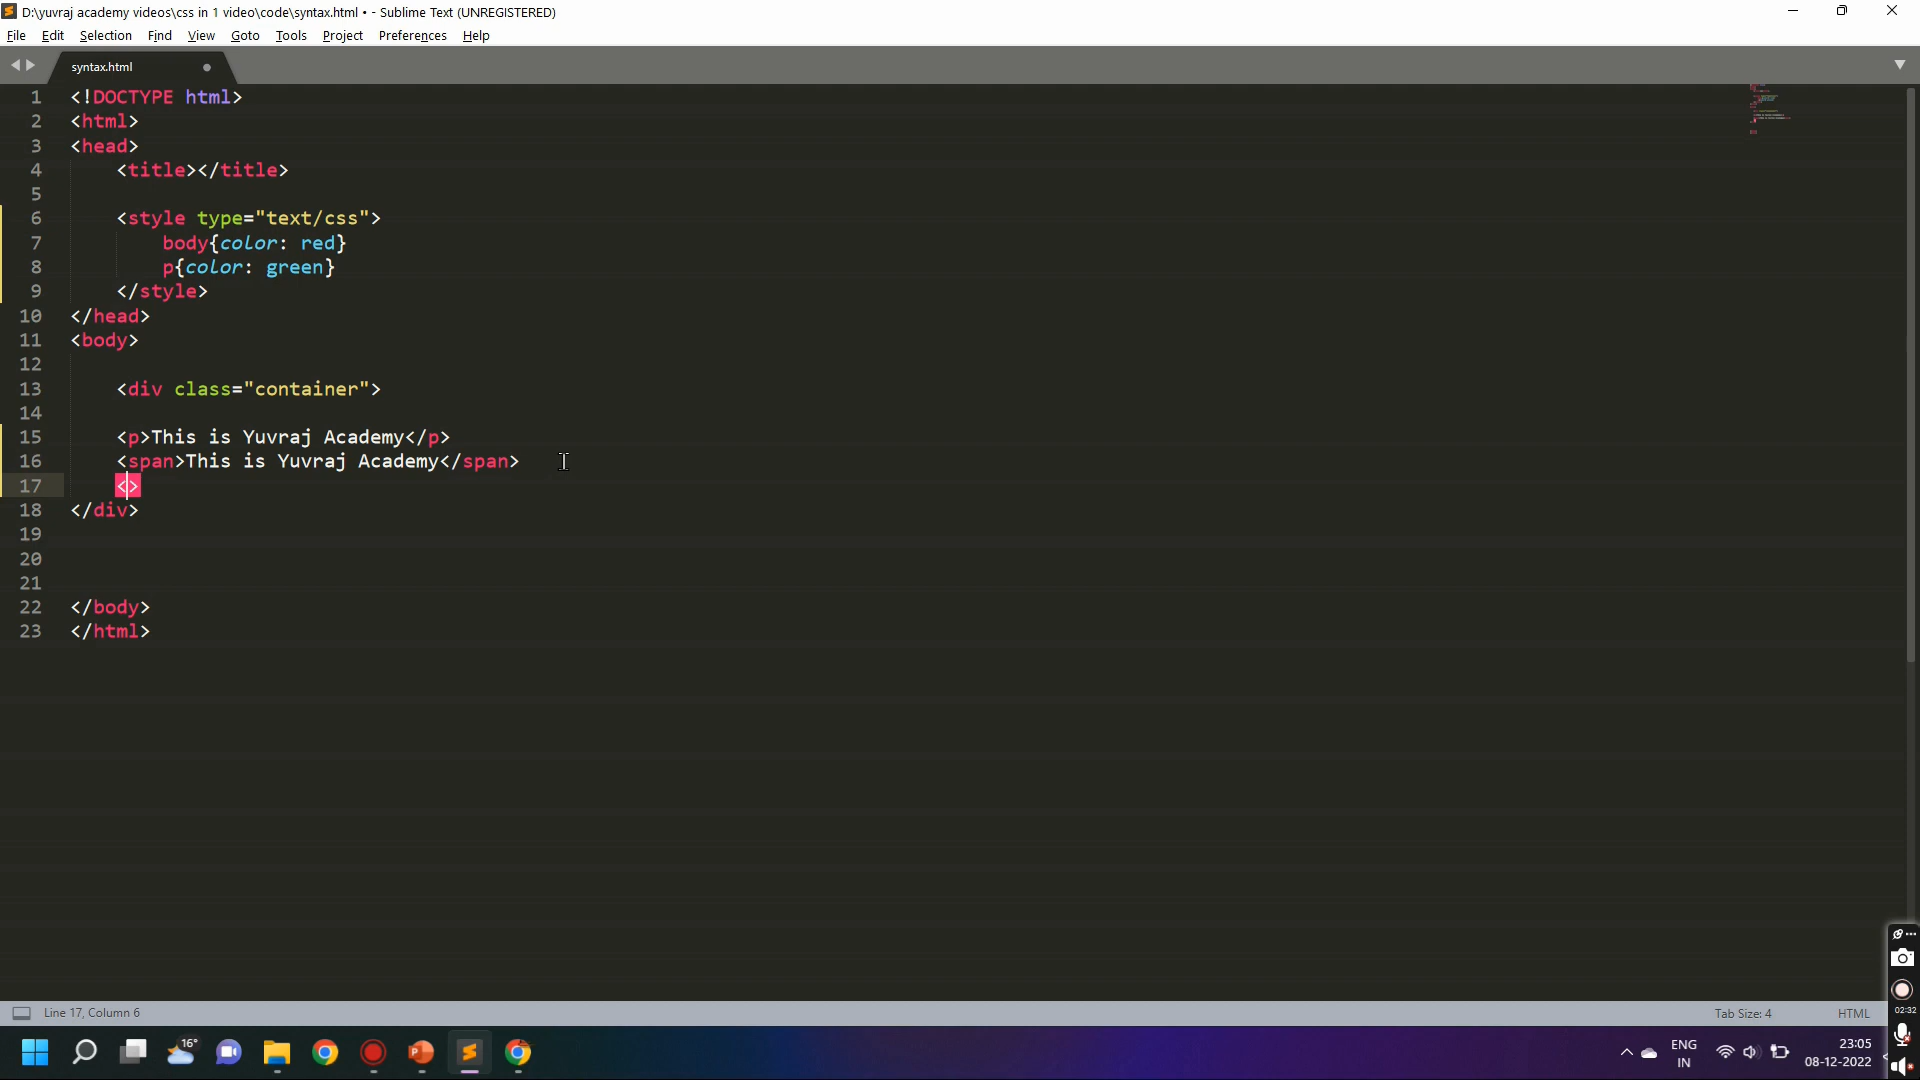 D:\yuvraj academy videos\css in 1 video\code\syntax.html • - Sublime Text (UNREGISTERED)
File Edit Selection Find View Goto Tools Project Preferences Help
syntax.html
1 <!DOCTYPE html>
2 <html>
3 <head>
4 <title></title>
5
6 <style type="text/css">
7 body{color: red}
8 p{color: green}
9 </style>
10 </head>
11 <body>
12
13 <div class="container">
14
15 <p>This is Yuvraj Academy</p>
16 <span>This is Yuvraj Academy</span>
17 <>
18 </div>
19
20
21
22 </body>
23 </html>
02:32
Line 17, Column 6 Tab Size: 4 HTML
16°
ENG
IN
23:05
08-12-2022